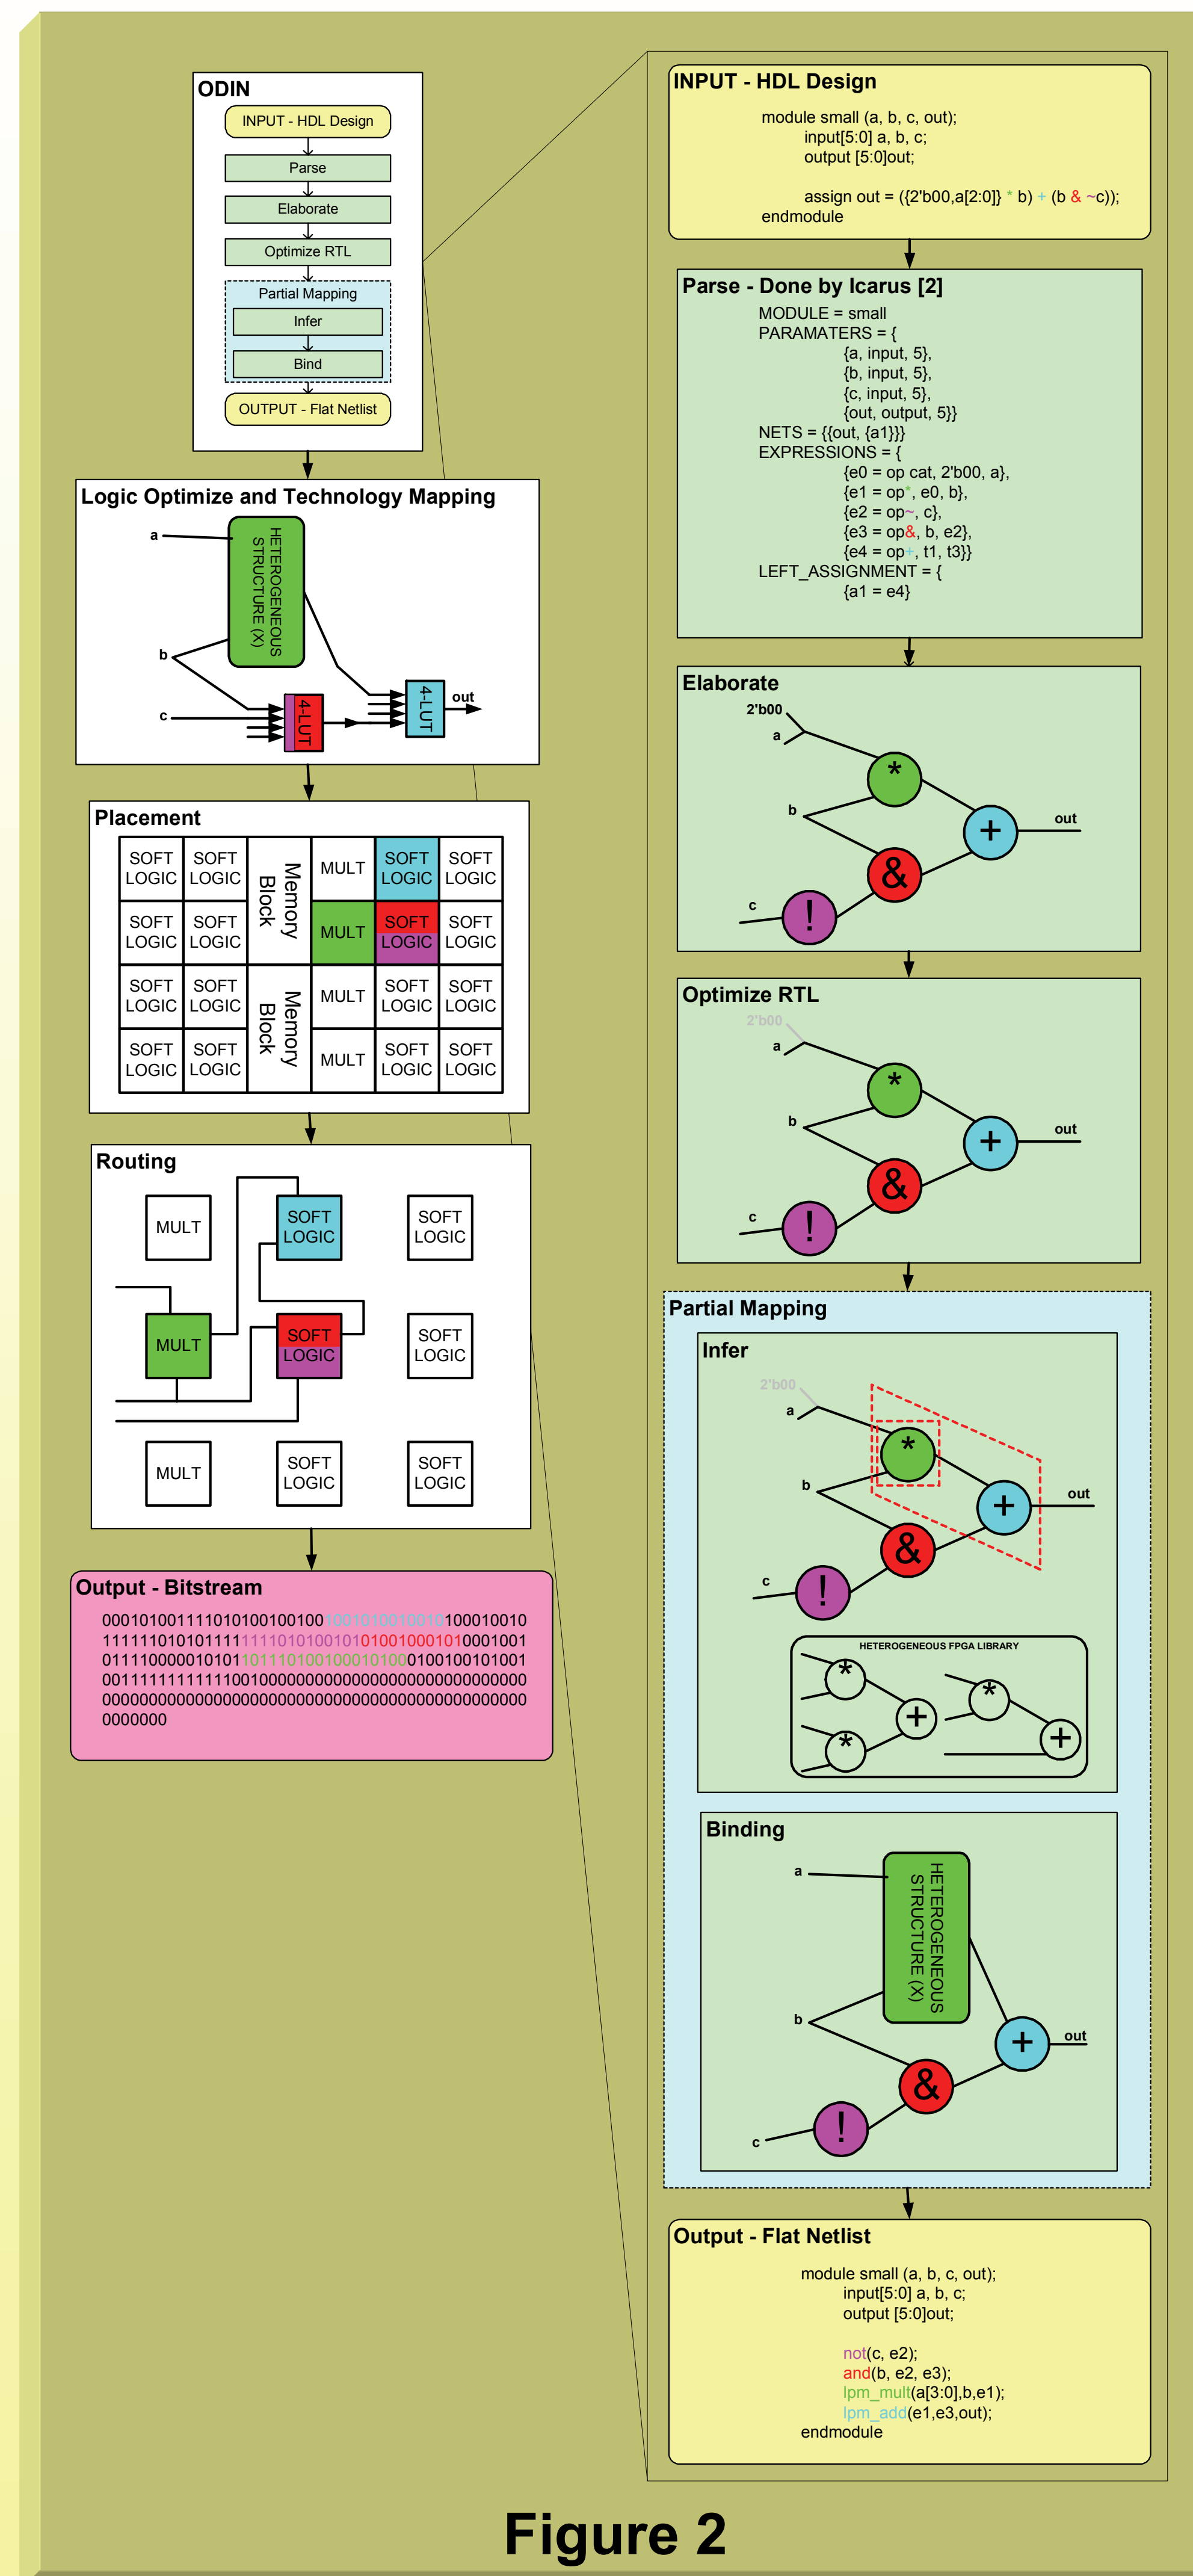 ODIN
INPUT - HDL Design
Parse
Elaborate
Optimize RTL
Partial Mapping
Infer
Bind
OUTPUT - Flat Netlist
Logic Optimize and Technology Mapping
a
HETEROGENEOUS
STRUCTURE (X)
b
c
4-LUT
4-LUT
out
Placement
SOFT LOGIC
SOFT LOGIC
Memory Block
MULT
SOFT LOGIC
SOFT LOGIC
SOFT LOGIC
SOFT LOGIC
MULT
SOFT LOGIC
SOFT LOGIC
SOFT LOGIC
SOFT LOGIC
Memory Block
MULT
SOFT LOGIC
SOFT LOGIC
SOFT LOGIC
SOFT LOGIC
MULT
SOFT LOGIC
SOFT LOGIC
Routing
MULT
SOFT LOGIC
SOFT LOGIC
MULT
SOFT LOGIC
SOFT LOGIC
MULT
SOFT LOGIC
SOFT LOGIC
Output - Bitstream
INPUT - HDL Design
module small (a, b, c, out);
input[5:0] a, b, c;
output [5:0]out;
assign out = ({2'b00,a[2:0]} * b) + (b & ~c));
endmodule
Parse - Done by Icarus [2]
MODULE = small
PARAMATERS = {
{a, input, 5},
{b, input, 5},
{c, input, 5},
{out, output, 5}}
NETS = {{out, {a1}}}
EXPRESSIONS = {
{e0 = op cat, 2'b00, a},
{e1 = op*, e0, b},
{e2 = op~, c},
{e3 = op&, b, e2},
{e4 = op+, t1, t3}}
LEFT_ASSIGNMENT = {
{a1 = e4}
Elaborate
2'b00
a
*
b
+
out
&
c
!
Optimize RTL
2'b00
a
*
b
+
out
&
c
!
Partial Mapping
Infer
2'b00
a
*
b
+
out
&
c
!
HETEROGENEOUS FPGA LIBRARY
*
*
+
*
+
Binding
a
HETEROGENEOUS
STRUCTURE (X)
b
+
out
&
c
!
Output - Flat Netlist
module small (a, b, c, out);
input[5:0] a, b, c;
output [5:0]out;
not(c, e2);
and(b, e2, e3);
lpm_mult(a[3:0],b,e1);
lpm_add(e1,e3,out);
endmodule
Figure 2